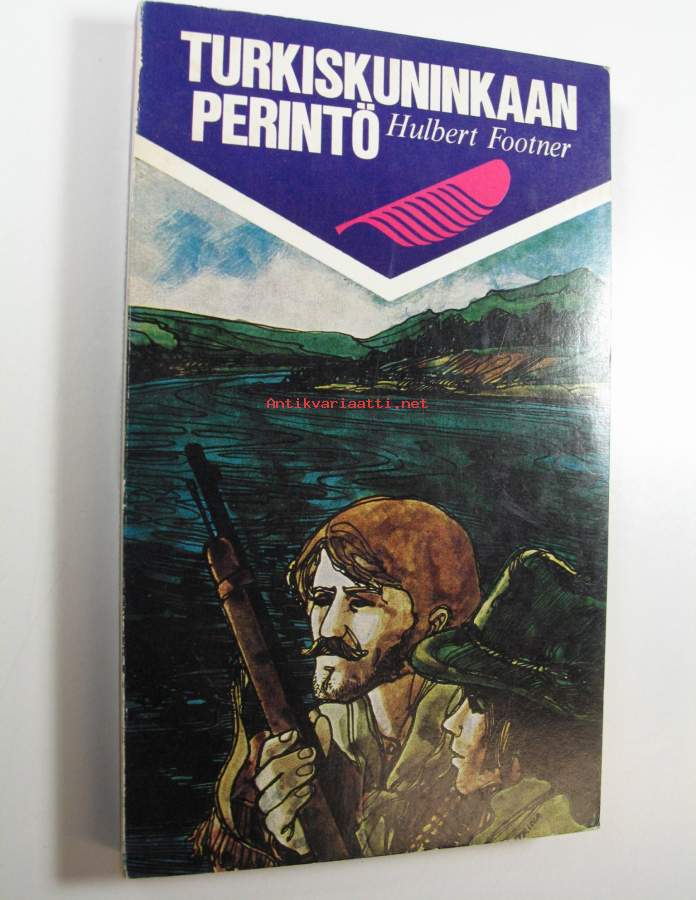 TURKISKUNINKAAN
PERINTÖ
Hulbert Footner
Antikvariaatti.net